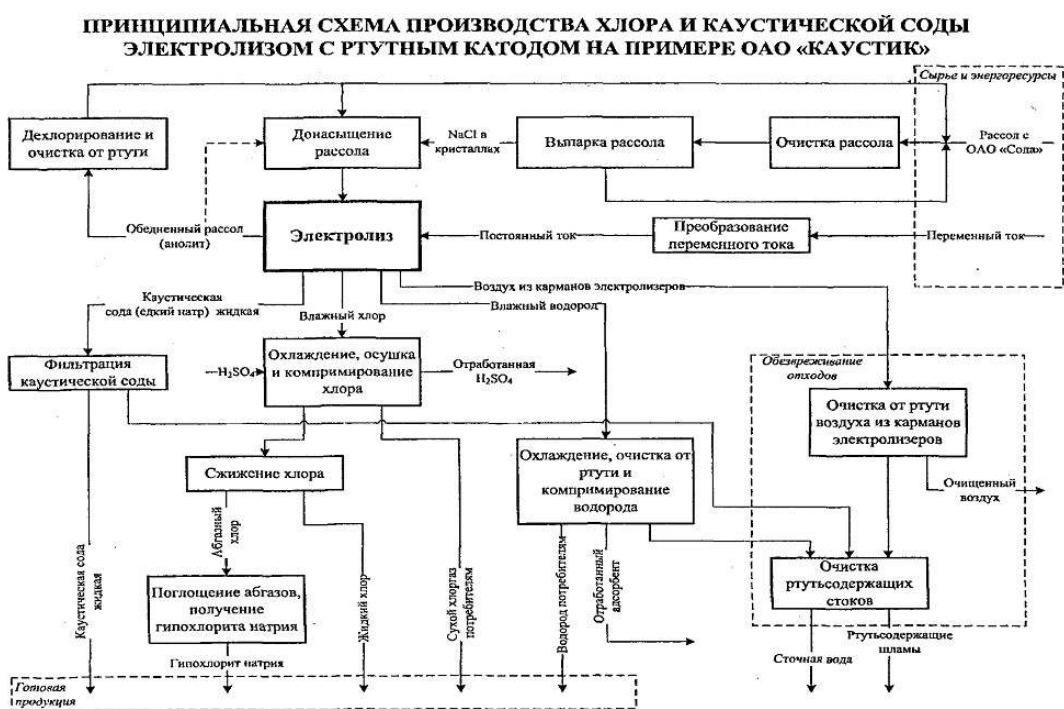 ПРИНЦИПИАЛЬНАЯ СХЕМА ПРОИЗВОДСТВА ХЛОРА И КАУСТИЧЕСКОЙ СОДЫ
ЭЛЕКТРОЛИЗОМ С РТУТНЫМ КАТОДОМ НА ПРИМЕРЕ ОАО «КАУСТИК»
Сырье и энергоресурсы
Дехлорирование и
очистка от ртути
Донасыщение
рассола
NaCl в
кристаллах
Выпарка рассола
Очистка рассола
Рассол с
ОАО «Сода»
Обедненный рассол
(анолит)
Электролиз
Постоянный ток
Преобразование
переменного тока
Переменный ток
Воздух из карманов электролизеров
Каустическая
сода (едкий натр) жидкая
Влажный хлор
Влажный водород
Фильтрация
каустической соды
H₂SO₄
Охлаждение, осушка
и компримирование
хлора
Отработанная
H₂SO₄
Обезвреживание
отходов
Очистка от ртути
воздуха из карманов
электролизеров
Сжижение хлора
Охлаждение, очистка от
ртути и
компримирование
водорода
Очищенный
воздух
Абгазный
хлор
Каустическая сода
жидкая
Поглощение абгазов,
получение
гипохлорита натрия
Жидкий хлор
Сухой хлоргаз
потребителям
Водород потребителям
Отработанный
адсорбент
Очистка
ртутьсодержащих
стоков
Гипохлорит натрия
Сточная вода
Ртутьсодержащие
шламы
Готовая
продукция